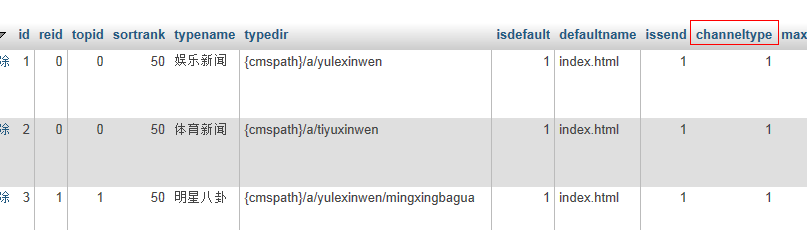 id reid topid sortrank typename typedir isdefault defaultname issend channeltype max
除 1 0 0 50 娱乐新闻 {cmspath}/a/yulexinwen 1 index.html 1 1
除 2 0 0 50 体育新闻 {cmspath}/a/tiyuxinwen 1 index.html 1 1
除 3 1 1 50 明星八卦 {cmspath}/a/yulexinwen/mingxingbagua 1 index.html 1 1